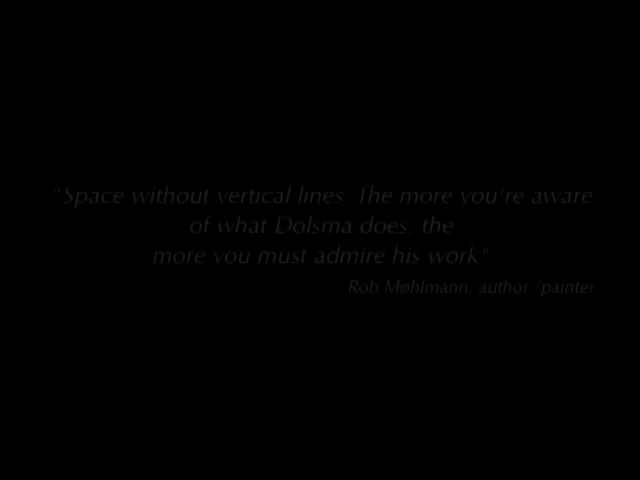 "Space without vertical lines. The more you're aware
of what Dolsma does, the
more you must admire his work"
Rob Møhlmann, author /painter